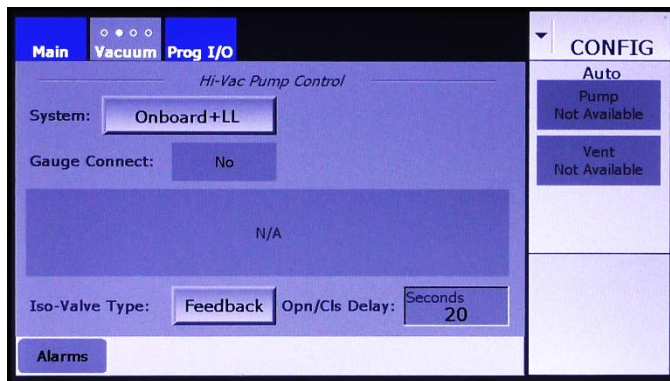 Main
Vacuum
Prog I/O
CONFIG
Hi-Vac Pump Control
System:
Onboard+LL
Gauge Connect:
No
N/A
Iso-Valve Type:
Feedback
Opn/Cls Delay:
Seconds
20
Alarms
Auto
Pump
Not Available
Vent
Not Available